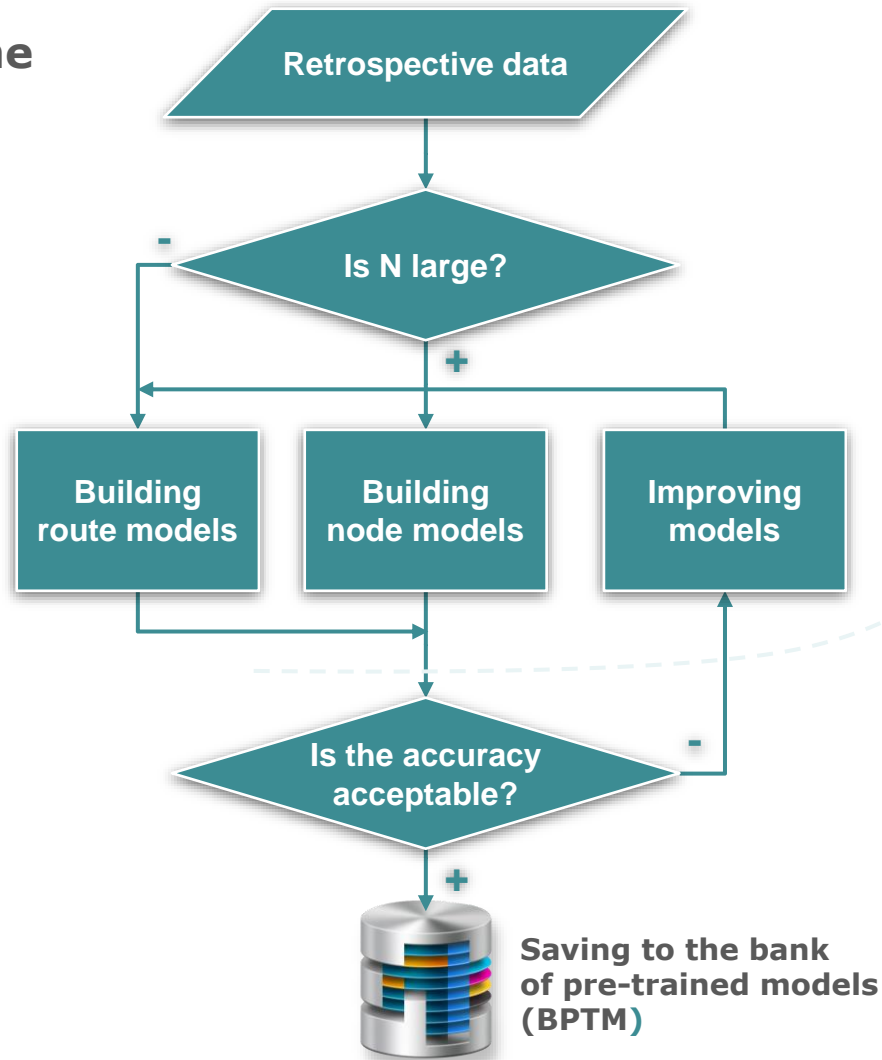 Retrospective data
-
Is N large?
+
Building
route models
Building
node models
Improving
models
Is the accuracy
acceptable?
-
+
Saving to the bank
of pre-trained models
(BPTM)